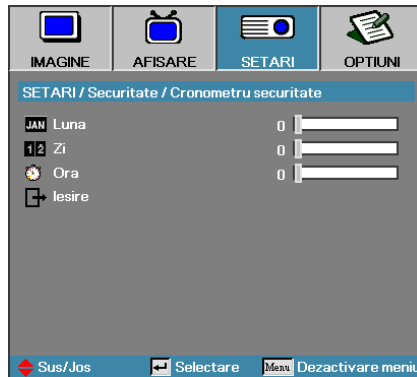 IMAGINE AFISARE SETARI OPTIUNI
SETARI / Securitate / Cronometru securitate
JAN Luna 0
1 2 Zi 0
Ora 0
Iesire
Sus/Jos Selectare Menu Dezactivare meniu